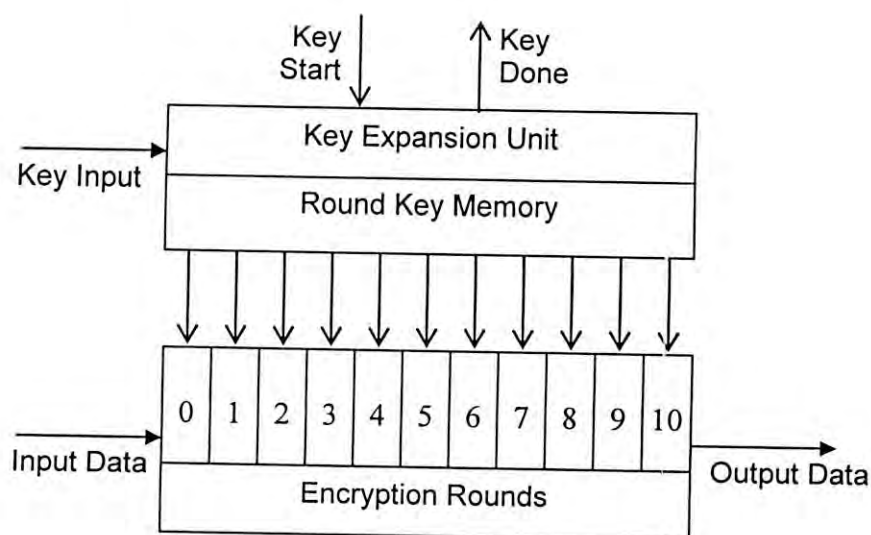 Key
Start
Key
Done
Key Expansion Unit
Key Input
Round Key Memory
0 1 2 3 4 5 6 7 8 9 10
Input Data
Output Data
Encryption Rounds